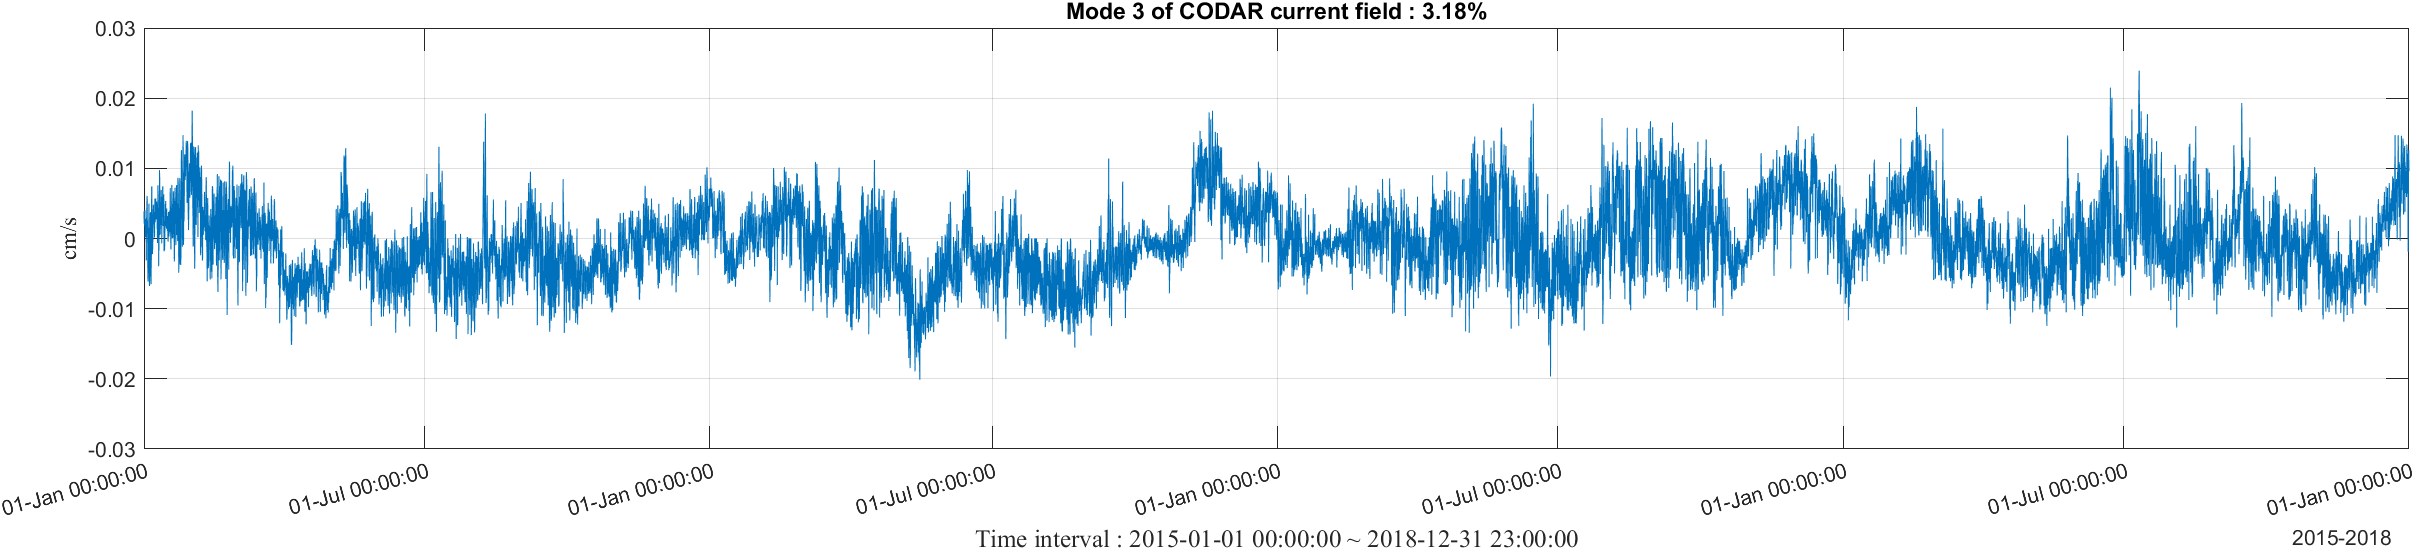 Mode 3 of CODAR current field : 3.18%
0.03
0.02
0.01
0
-0.01
-0.02
-0.03
cm/s
01-Jan 00:00:00
01-Jul 00:00:00
01-Jan 00:00:00
01-Jul 00:00:00
01-Jan 00:00:00
01-Jul 00:00:00
01-Jan 00:00:00
01-Jul 00:00:00
01-Jan 00:00:00
Time interval : 2015-01-01 00:00:00 ~ 2018-12-31 23:00:00
2015-2018